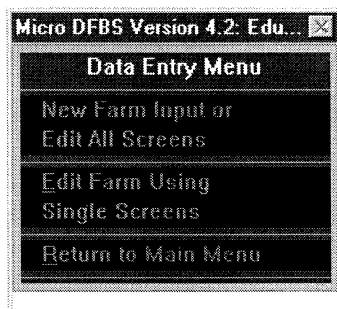 Micro DFBS Version 4.2: Edu...
Data Entry Menu
New Farm Input or
Edit All Screens
Edit Farm Using
Single Screens
Return to Main Menu